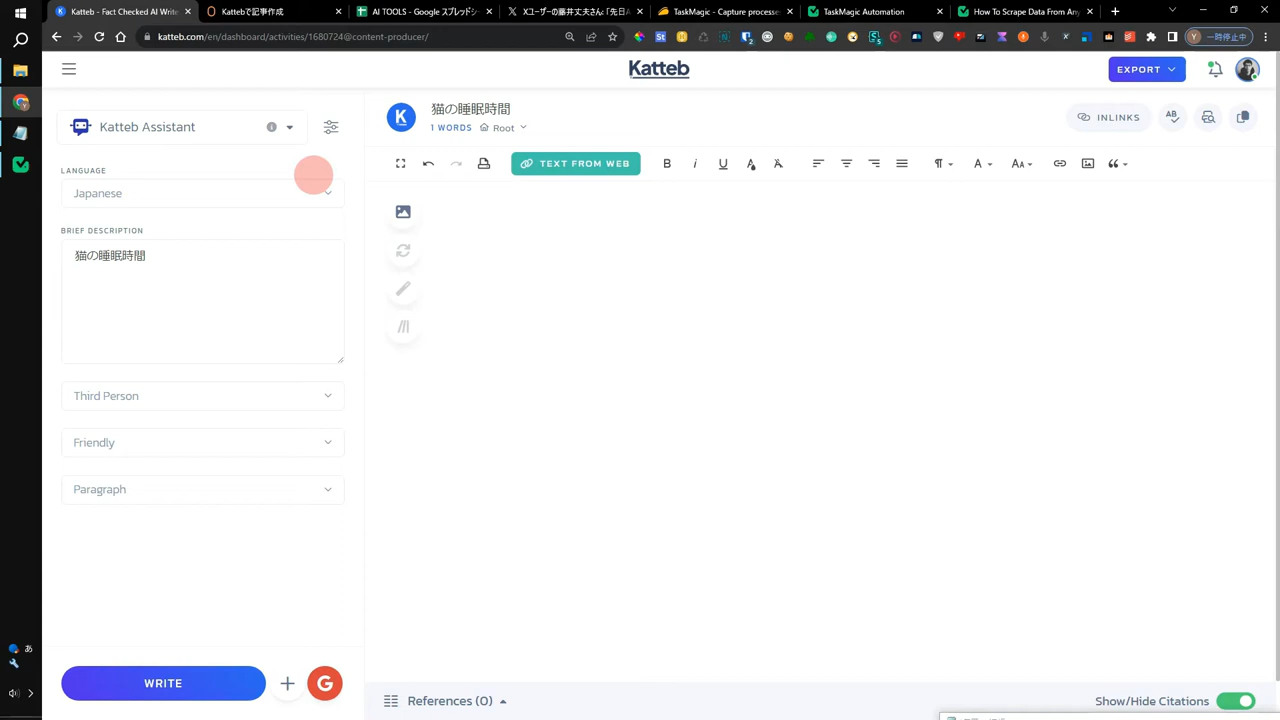 Katteb - Fact Checked AI Write
Kattebで記事作成
AI TOOLS - Google スプレッドシー
Xユーザーの藤井丈夫さん:「先日A
TaskMagic - Capture processe
TaskMagic Automation
How To Scrape Data From Any
katteb.com/en/dashboard/activities/1680724@content-producer/
一時停止中
Katteb
EXPORT
Katteb Assistant
猫の睡眠時間
1 WORDS
Root
INLINKS
TEXT FROM WEB
LANGUAGE
Japanese
BRIEF DESCRIPTION
猫の睡眠時間
Third Person
Friendly
Paragraph
WRITE
References (0)
Show/Hide Citations
あ